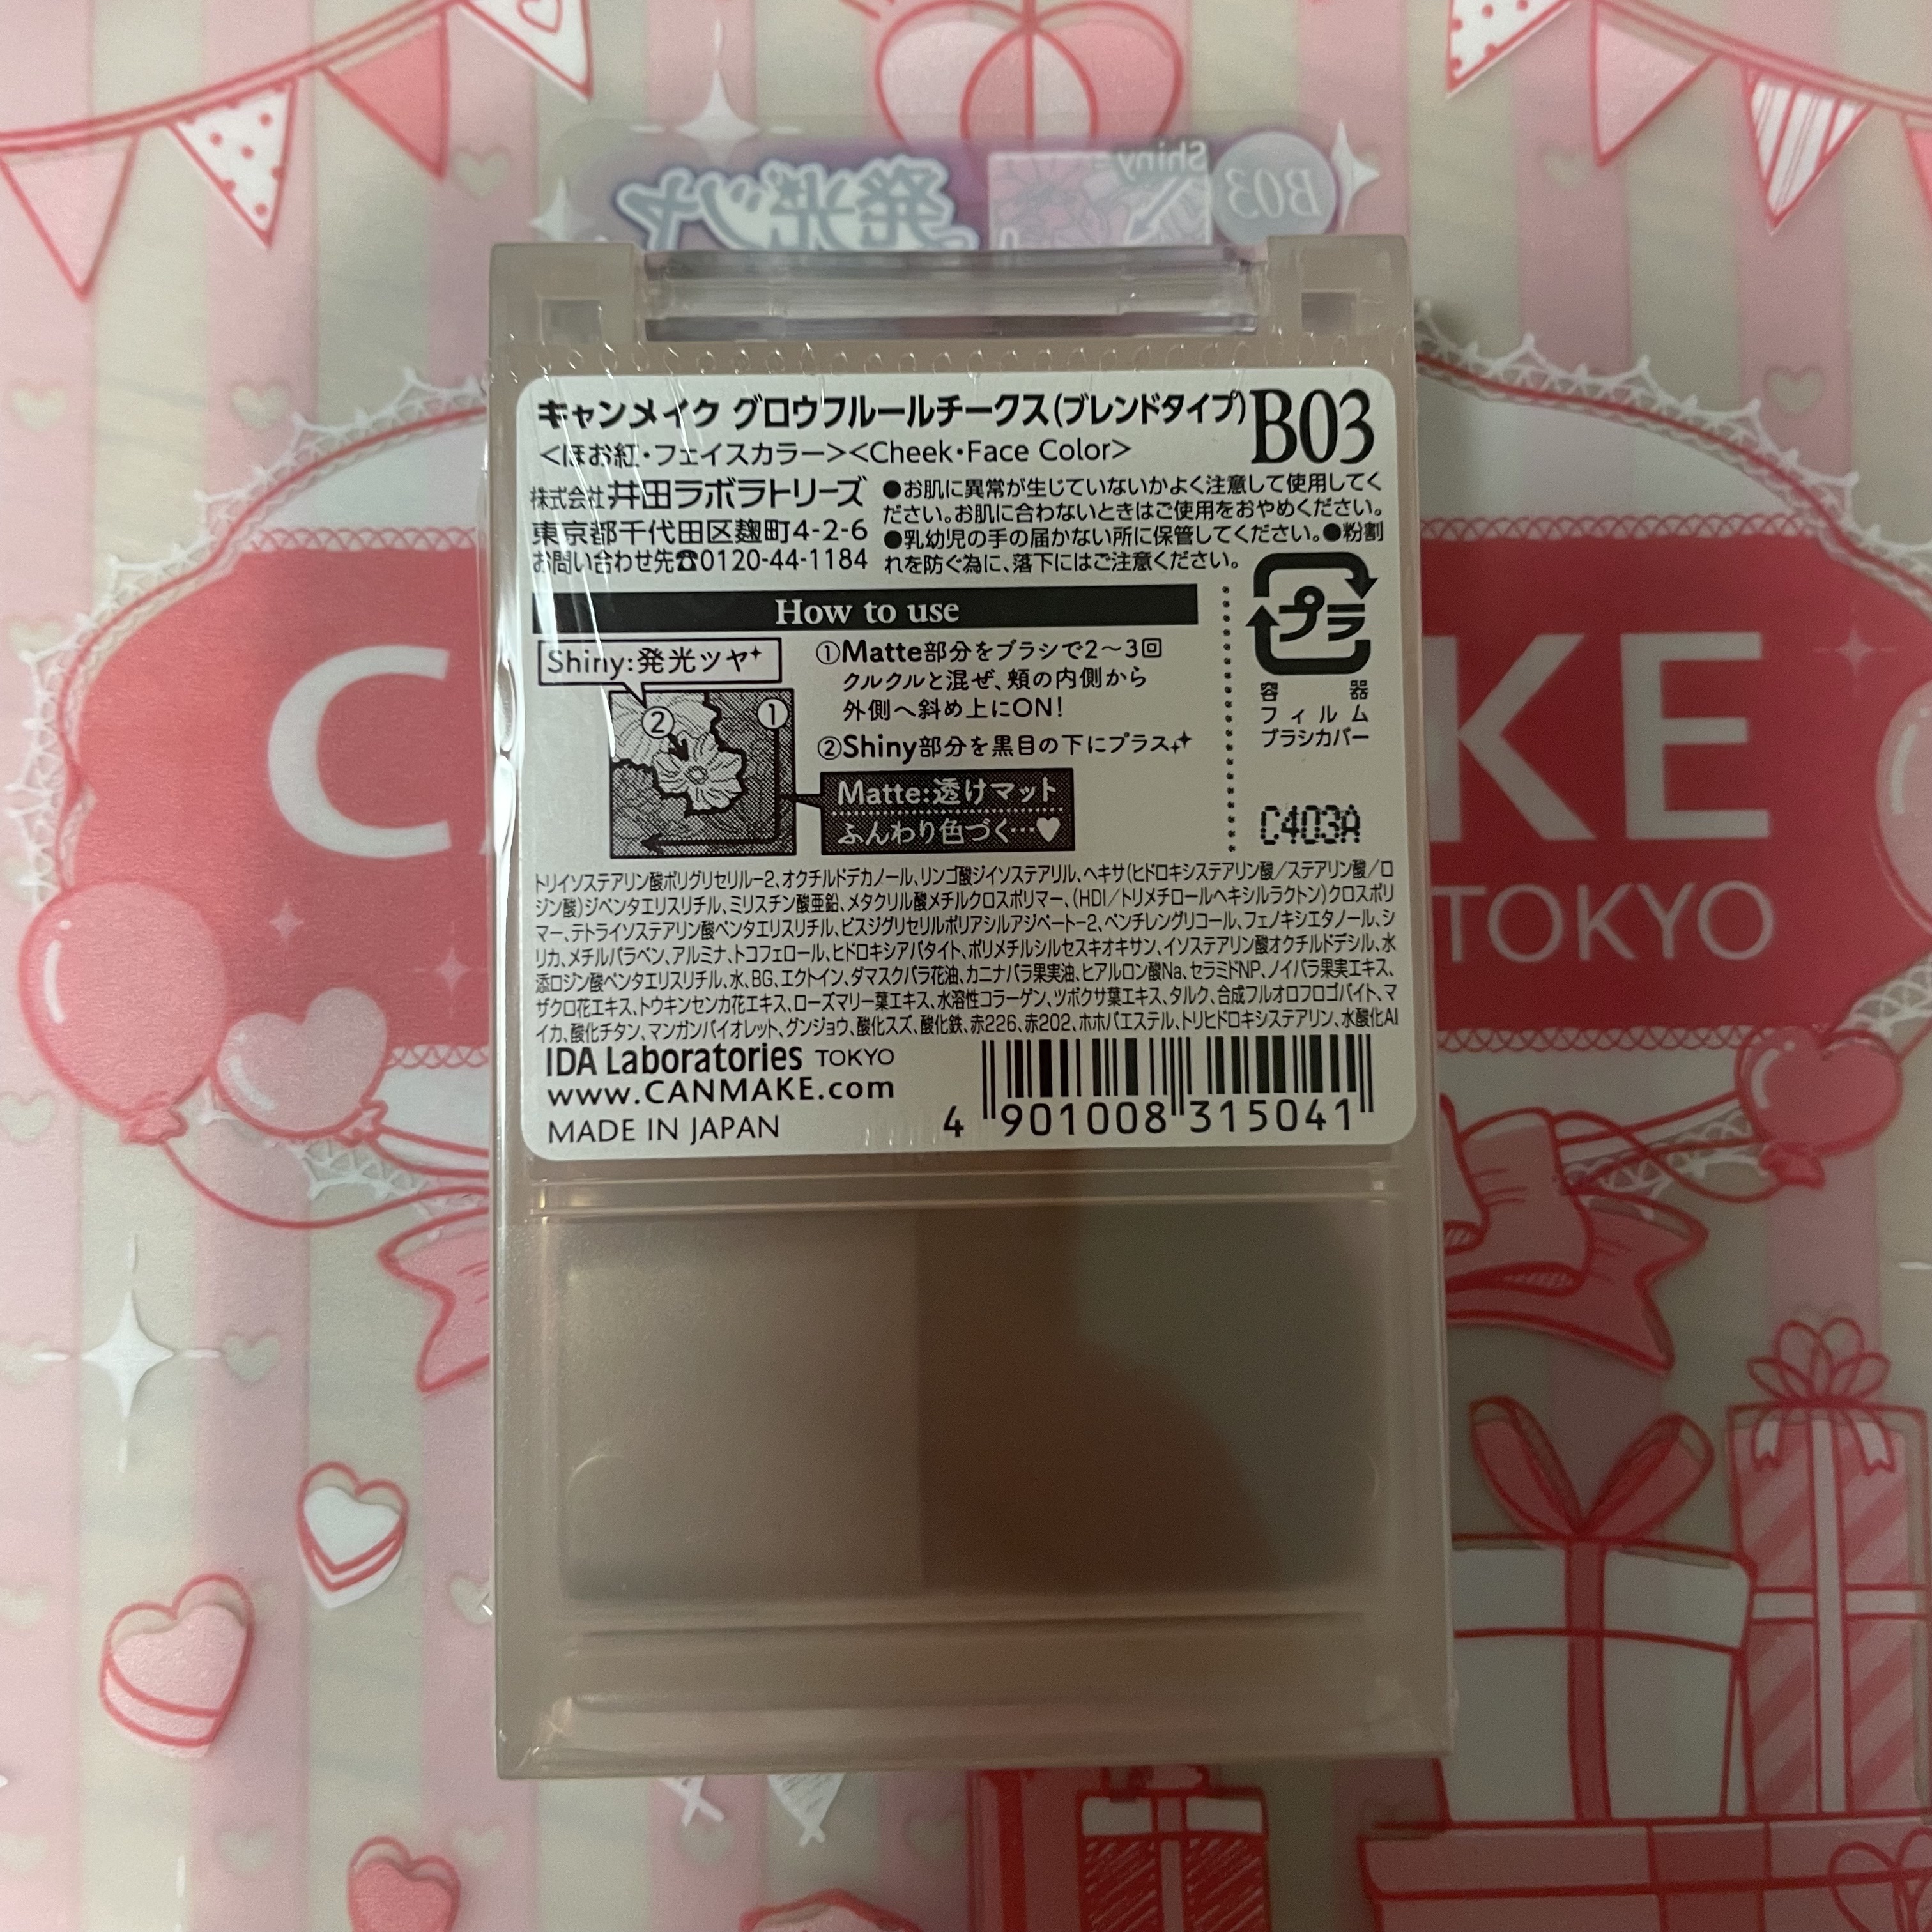 B03
Shiny
発光ツヤ
キャンメイク グロウフルールチークス(ブレンドタイプ) B03
<ほお紅・フェイスカラー><Cheek・Face Color>
株式会社井田ラボラトリーズ
東京都千代田区麹町4-2-6
お問い合わせ先☎0120-44-1184
●お肌に異常が生じていないかよく注意して使用してく
ださい。お肌に合わないときはご使用をおやめください。
●乳幼児の手の届かない所に保管してください。●粉割
れを防ぐ為に、落下にはご注意ください。
How to use
Shiny:発光ツヤ
② ①
①Matte部分をブラシで2〜3回
クルクルと混ぜ、頬の内側から
外側へ斜め上にON!
②Shiny部分を黒目の下にプラス
Matte:透けマット
ふんわり色づく…♥
プラ
容器
フィルム
ブラシカバー
C403A
トリイソステアリン酸ポリグリセリル-2、オクチルドデカノール、リンゴ酸ジイソステアリル、ヘキサ(ヒドロキシステアリン酸/ステアリン酸/ロ
ジン酸)ジペンタエリスリチル、ミリスチン酸亜鉛、メタクリル酸メチルクロスポリマー、(HDI/トリメチロールヘキシルラクトン)クロスポリ
マー、テトライソステアリン酸ペンタエリスリチル、ビスジグリセリルポリアシルアジペート-2、ペンチレングリコール、フェノキシエタノール、シ
リカ、メチルパラベン、アルミナ、トコフェロール、ヒドロキシアパタイト、ポリメチルシルセスキオキサン、イソステアリン酸オクチルドデシル、水
添ロジン酸ペンタエリスリチル、水、BG、エクトイン、ダマスクバラ花油、カニナバラ果実油、ヒアルロン酸Na、セラミドNP、ノイバラ果実エキス、
ザクロ花エキス、トウキンセンカ花エキス、ローズマリー葉エキス、水溶性コラーゲン、ツボクサ葉エキス、タルク、合成フルオロフロゴパイト、マ
イカ、酸化チタン、マンガンバイオレット、グンジョウ、酸化スズ、酸化鉄、赤226、赤202、ホホバエステル、トリヒドロキシステアリン、水酸化Al
IDA Laboratories TOKYO
www.CANMAKE.com
MADE IN JAPAN
4 901008 315041
C KE
TOKYO